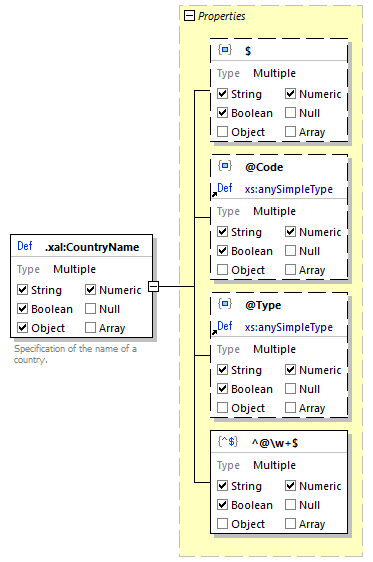 Properties
$
Type Multiple
String Numeric
Boolean Null
Object Array
@Code
Def xs:anySimpleType
Type Multiple
String Numeric
Boolean Null
Object Array
Def .xal:CountryName
Type Multiple
String Numeric
Boolean Null
Object Array
Specification of the name of a
country.
@Type
Def xs:anySimpleType
Type Multiple
String Numeric
Boolean Null
Object Array
{^$} ^@\w+$
Type Multiple
String Numeric
Boolean Null
Object Array